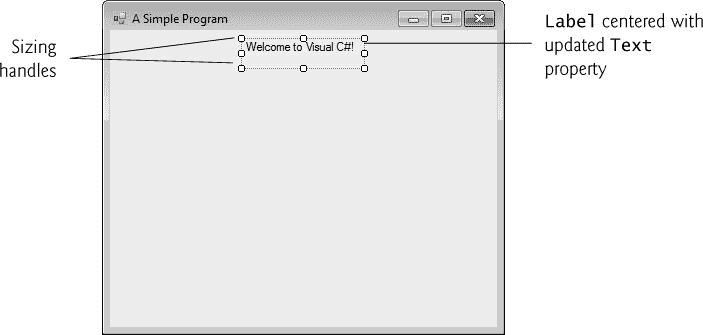 A Simple Program
Welcome to Visual C#!
Sizing
handles
Label centered with
updated Text
property